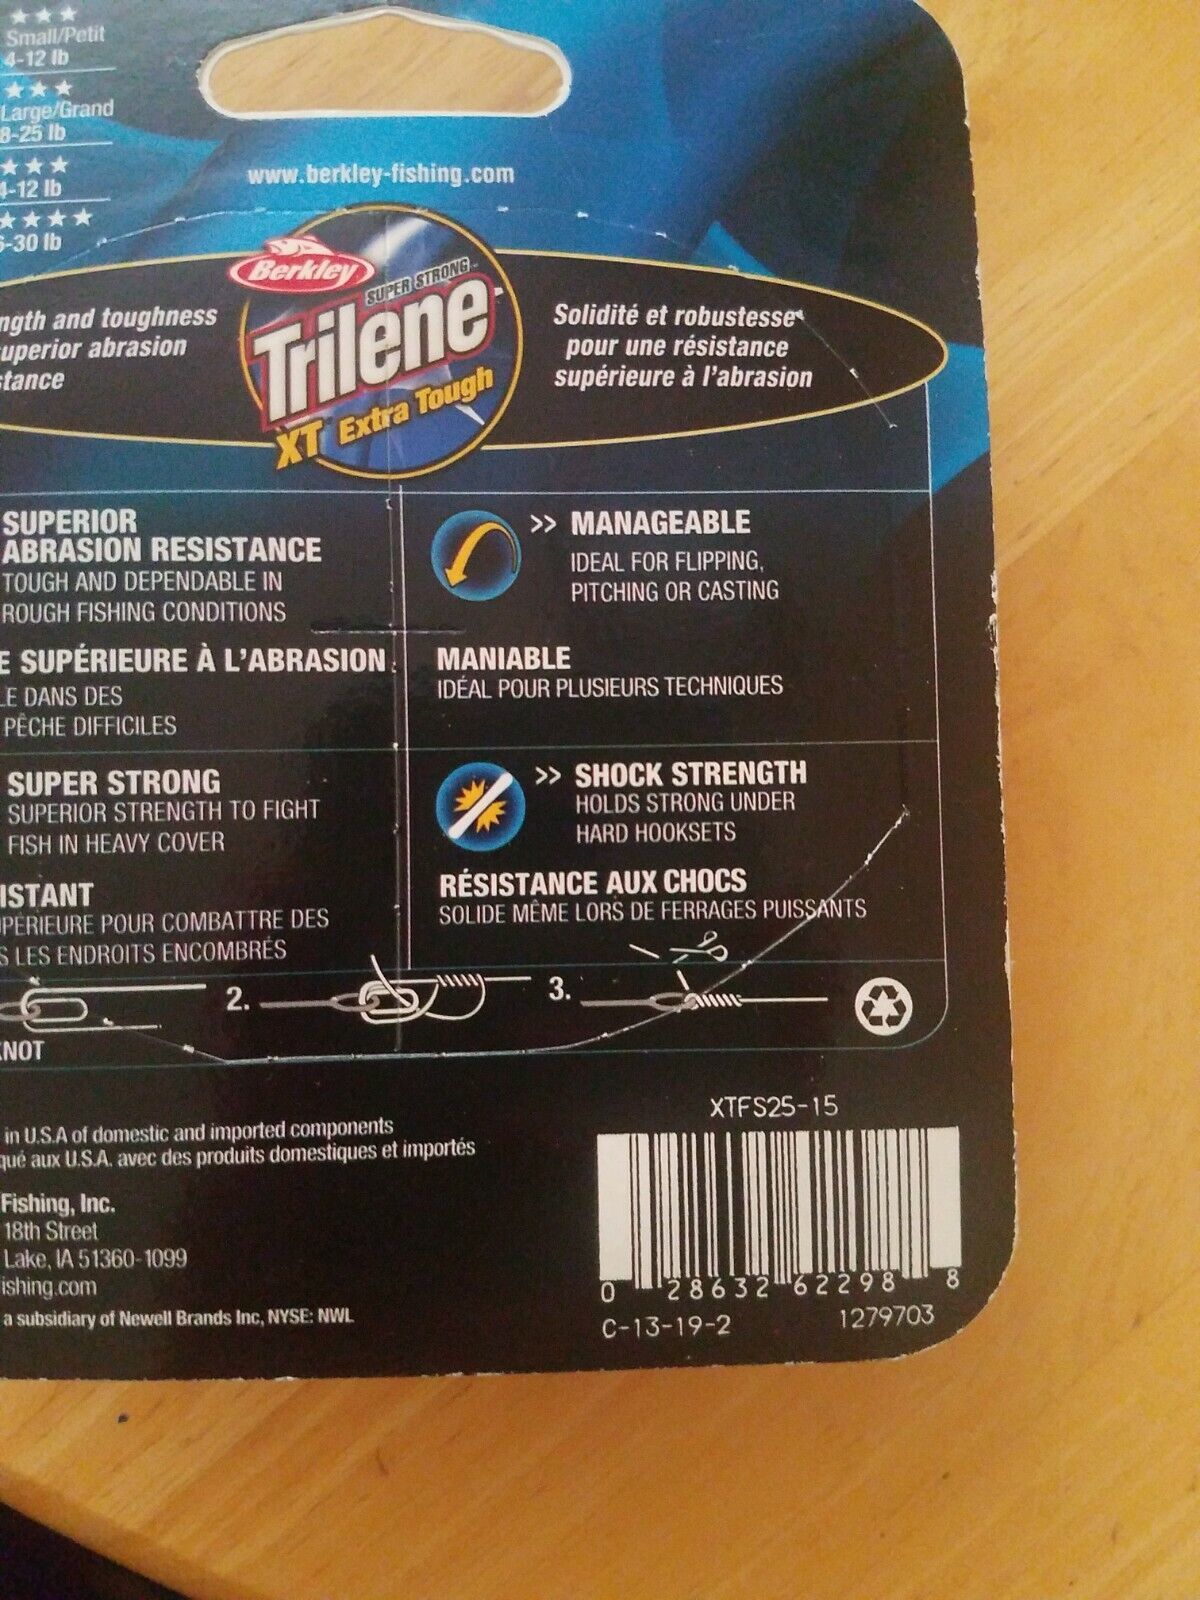 Small/Petit
4-12 lb
Large/Grand
8-25 lb
4-12 lb
lb
www.berkley-fishing.com
Berkley
SUPER STRONG
Trilene
XT Extra Tough
ngth and toughness
uperior abrasion
stance
Solidité et robustesse
pour une résistance
supérieure à l'abrasion
SUPERIOR
ABRASION RESISTANCE
TOUGH AND DEPENDABLE IN
ROUGH FISHING CONDITIONS
E SUPÉRIEURE À L'ABRASION
LE DANS DES
PÊCHE DIFFICILES
>> MANAGEABLE
IDEAL FOR FLIPPING,
PITCHING OR CASTING
MANIABLE
IDÉAL POUR PLUSIEURS TECHNIQUES
SUPER STRONG
SUPERIOR STRENGTH TO FIGHT
FISH IN HEAVY COVER
ISTANT
PÉRIEURE POUR COMBATTRE DES
S LES ENDROITS ENCOMBRÉS
>> SHOCK STRENGTH
HOLDS STRONG UNDER
HARD HOOKSETS
RÉSISTANCE AUX CHOCS
SOLIDE MÊME LORS DE FERRAGES PUISSANTS
2.
3.
KNOT
in U.S.A of domestic and imported components
qué aux U.S.A. avec des produits domestiques et importés
Fishing, Inc.
18th Street
Lake, IA 51360-1099
ishing.com
a subsidiary of Newell Brands Inc, NYSE: NWL
XTFS25-15
0 28632 62298 8
C-13-19-2
1279703